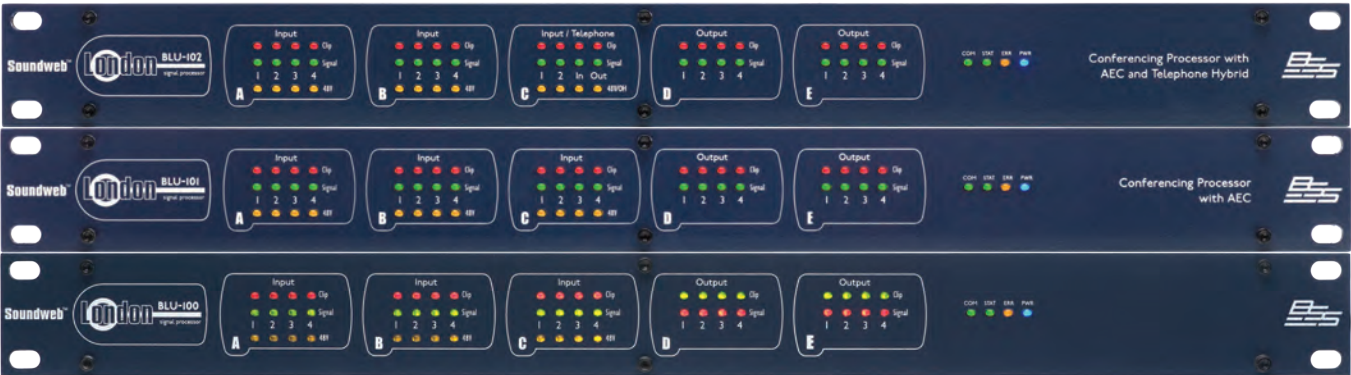 Input Input Input / Telephone Output Output
Clip Clip Clip Clip Clip
COM STAT ERR PWR
Soundweb™ London BLU-102 Signal Signal Signal Signal Signal Conferencing Processor with BSS
signal processor 1 2 3 4 1 2 3 4 1 2 In Out 1 2 3 4 1 2 3 4 AEC and Telephone Hybrid
A 48V B 48V C 48V/OH D E
Input Input Input Output Output
Clip Clip Clip Clip Clip
COM STAT ERR PWR
Soundweb™ London BLU-101 Signal Signal Signal Signal Signal Conferencing Processor BSS
signal processor 1 2 3 4 1 2 3 4 1 2 3 4 1 2 3 4 1 2 3 4 with AEC
A 48V B 48V C 48V D E
Input Input Input Output Output
Clip Clip Clip Clip Clip
COM STAT ERR PWR
Soundweb™ London BLU-100 Signal Signal Signal Signal Signal BSS
signal processor 1 2 3 4 1 2 3 4 1 2 3 4 1 2 3 4 1 2 3 4
A 48V B 48V C 48V D E